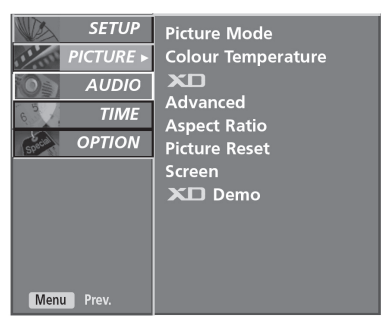 SETUP
PICTURE ►
AUDIO
TIME
OPTION
Menu Prev.
Picture Mode
Colour Temperature
XD
Advanced
Aspect Ratio
Picture Reset
Screen
XD Demo
Special